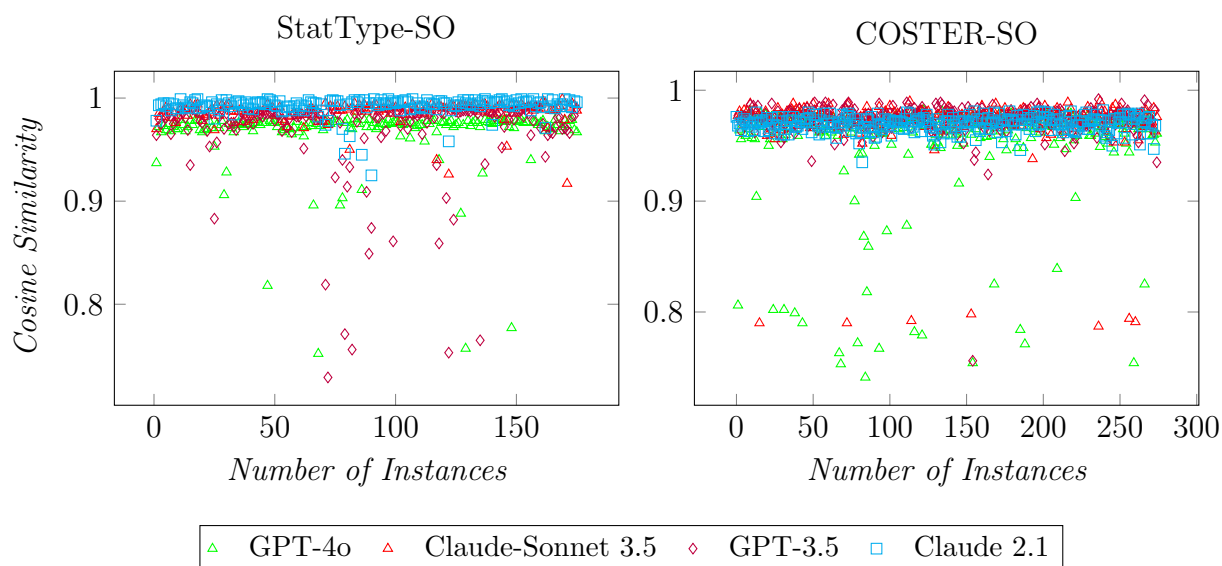 StatType-SO
COSTER-SO
Cosine Similarity
1
0.9
0.8
0
50
100
150
Number of Instances
1
0.9
0.8
0
50
100
150
200
250
300
Number of Instances
GPT-4o Claude-Sonnet 3.5 GPT-3.5 Claude 2.1